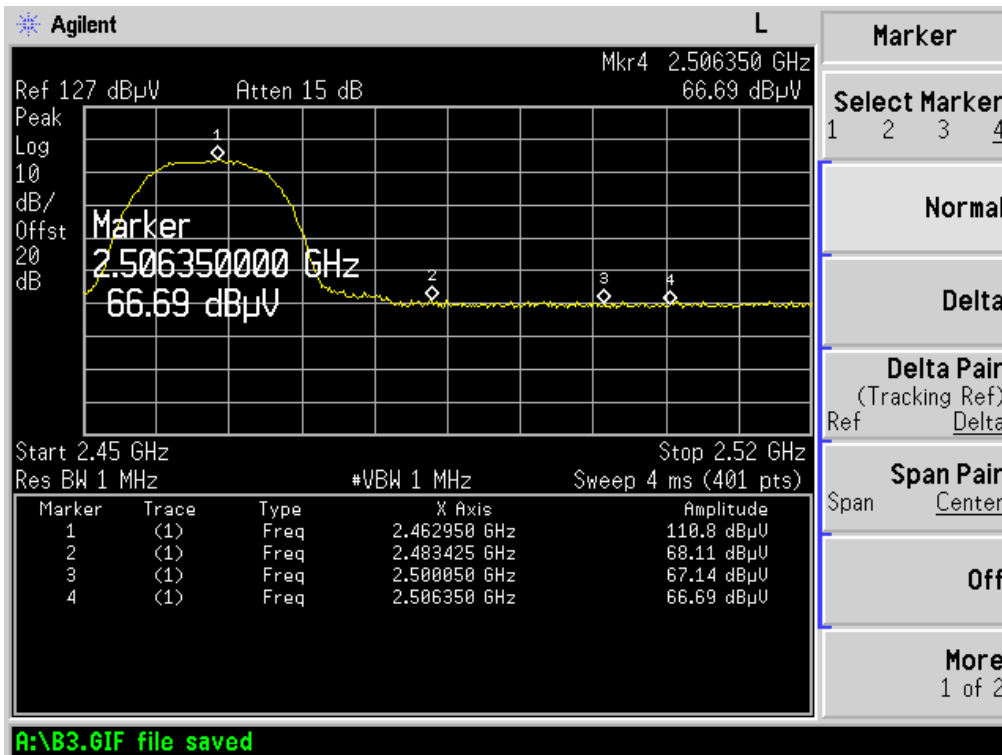 Agilent L
Mkr4 2.506350 GHz
Ref 127 dBµV Atten 15 dB 66.69 dBµV
Peak
Log
10
dB/
Offst
20
dB
1
2
3
4
Marker
2.506350000 GHz
66.69 dBµV
Start 2.45 GHz Stop 2.52 GHz
Res BW 1 MHz #VBW 1 MHz Sweep 4 ms (401 pts)
Marker Trace Type X Axis Amplitude
1 (1) Freq 2.462950 GHz 110.8 dBµV
2 (1) Freq 2.483425 GHz 68.11 dBµV
3 (1) Freq 2.500050 GHz 67.14 dBµV
4 (1) Freq 2.506350 GHz 66.69 dBµV
A:\B3.GIF file saved
Marker
Select Marker
1 2 3 4
Normal
Delta
Delta Pair
(Tracking Ref)
Ref Delta
Span Pair
Span Center
Off
More
1 of 2